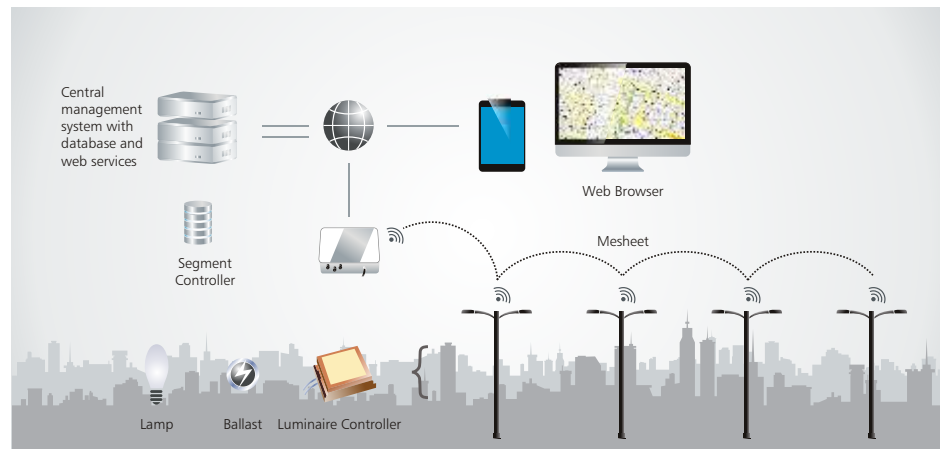 Central
management
system with
database and
web services
Web Browser
Segment
Controller
Mesheet
Lamp
Ballast
Luminaire Controller